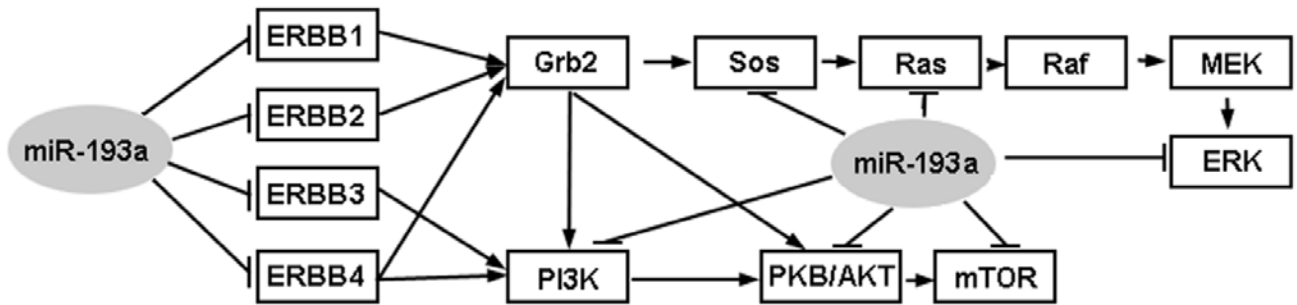 ERBB1
Grb2
Sos
Ras
Raf
MEK
ERBB2
miR-193a
miR-193a
ERK
ERBB3
ERBB4
PI3K
PKB/AKT
mTOR